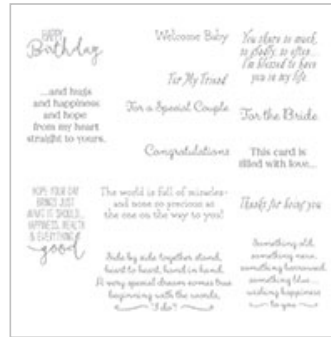 HAPPY
Birthday
Welcome Baby
You share so much,
so gladly, so often...
I'm blessed to have
you in my life.
For My Friend
...and hugs
and happiness
and hope
from my heart
straight to yours.
For a Special Couple
For the Bride
Congratulations
This card is
filled with love...
HOPE YOUR DAY
BRINGS JUST
WHAT IT SHOULD...
HAPPINESS, HEALTH
& EVERYTHING
good
The world is full of miracles-
and none so precious as
the one on the way to you!
Thanks for being you
Side by side together stand,
heart to heart, hand in hand.
A very special dream comes true
beginning with the words,
"I do"!
Something old,
something new,
something borrowed,
something blue...
wishing happiness
to you